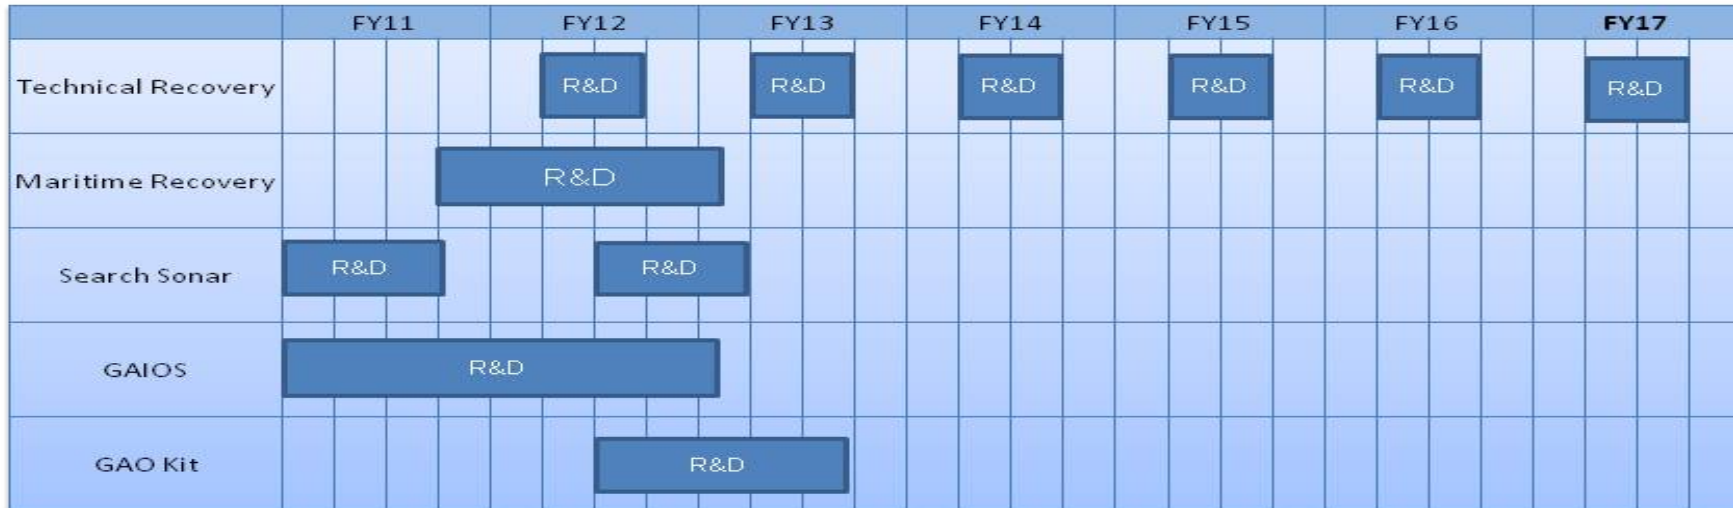 FY11 FY12 FY13 FY14 FY15 FY16 FY17
Technical Recovery R&D R&D R&D R&D R&D R&D
Maritime Recovery R&D
Search Sonar R&D R&D
GAIOS R&D
GAO Kit R&D